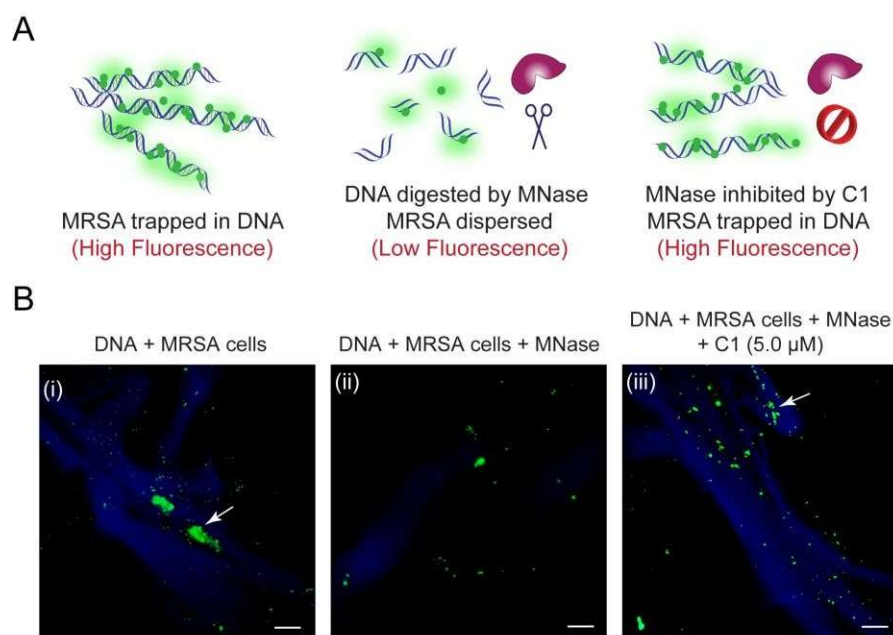 A
MRSA trapped in DNA
(High Fluorescence)
DNA digested by MNase
MRSA dispersed
(Low Fluorescence)
MNase inhibited by C1
MRSA trapped in DNA
(High Fluorescence)
B
DNA + MRSA cells
DNA + MRSA cells + MNase
DNA + MRSA cells + MNase
+ C1 (5.0 µM)
(i)
(ii)
(iii)